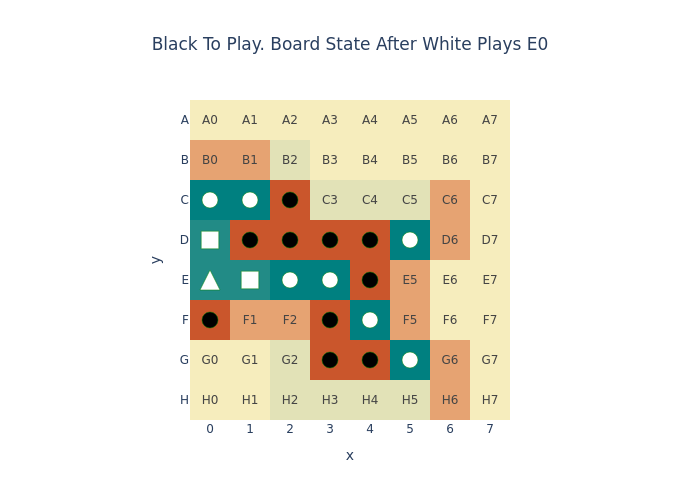 Black To Play. Board State After White Plays E0
A A0 A1 A2 A3 A4 A5 A6 A7
B B0 B1 B2 B3 B4 B5 B6 B7
C C3 C4 C5 C6 C7
D D6 D7
y
E E5 E6 E7
F F1 F2 F5 F6 F7
G G0 G1 G2 G6 G7
H H0 H1 H2 H3 H4 H5 H6 H7
0 1 2 3 4 5 6 7
x